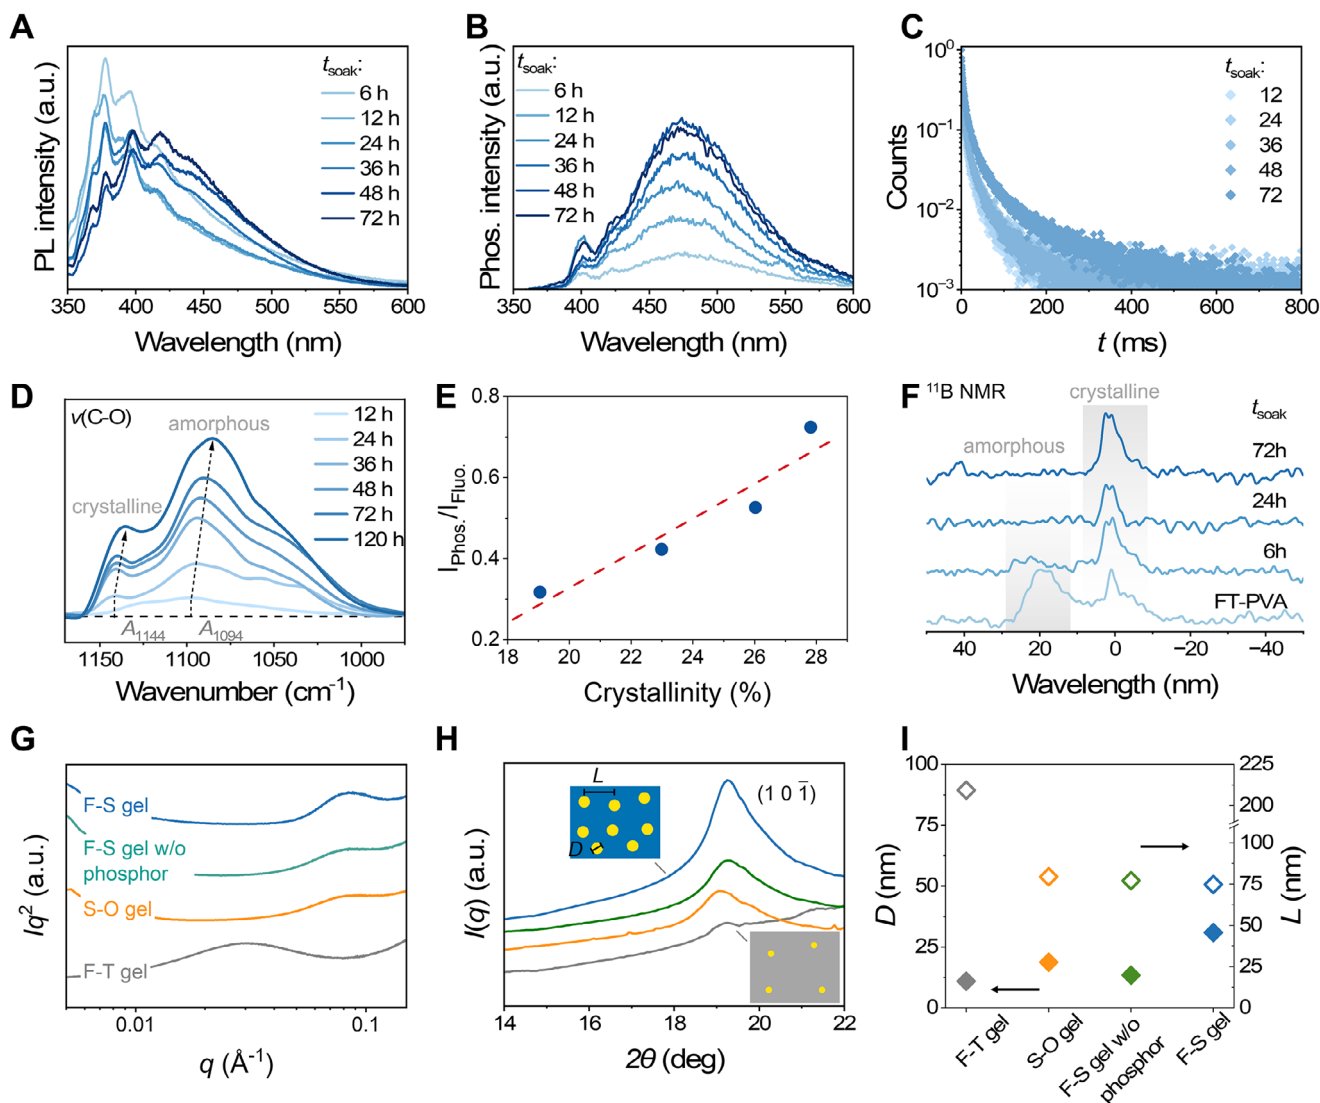 A
PL intensity (a.u.)
t_soak:
6 h
12 h
24 h
36 h
48 h
72 h
350 400 450 500 550 600
Wavelength (nm)
B
Phos. intensity (a.u.)
t_soak:
6 h
12 h
24 h
36 h
48 h
72 h
350 400 450 500 550 600
Wavelength (nm)
C
Counts
10⁰
10⁻¹
10⁻²
10⁻³
t_soak:
12
24
36
48
72
0 200 400 600 800
t (ms)
D
ν(C-O)
amorphous
crystalline
12 h
24 h
36 h
48 h
72 h
120 h
A₁₁₄₄
A₁₀₉₄
1150 1100 1050 1000
Wavenumber (cm⁻¹)
E
I_Phos./I_Fluo.
0.8
0.6
0.4
0.2
18 20 22 24 26 28
Crystallinity (%)
F
¹¹B NMR
crystalline
amorphous
t_soak
72h
24h
6h
FT-PVA
40 20 0 −20 −40
Wavelength (nm)
G
Iq² (a.u.)
F-S gel
F-S gel w/o
phosphor
S-O gel
F-T gel
0.01 0.1
q (Å⁻¹)
H
I(q) (a.u.)
L
D
(1 0 1̄)
14 16 18 20 22
2θ (deg)
I
D (nm)
100
75
50
25
0
225
200
100
75
50
25
0
L (nm)
F-T gel
S-O gel
F-S gel w/o
phosphor
F-S gel